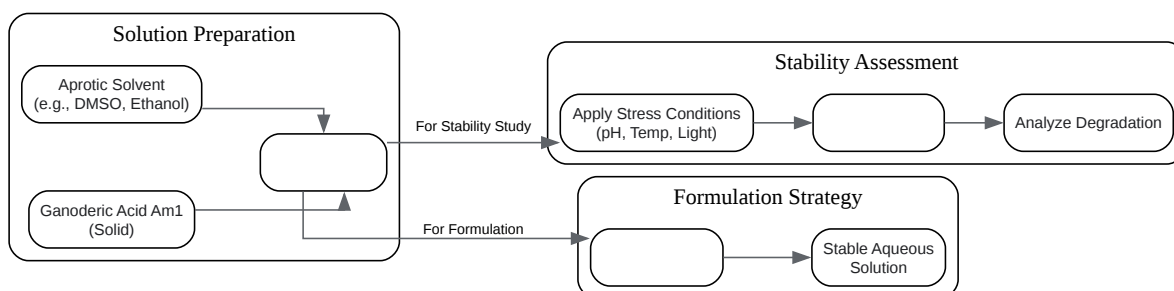 Solution Preparation
Aprotic Solvent
(e.g., DMSO, Ethanol)
Ganoderic Acid Am1
(Solid)
For Stability Study
For Formulation
Stability Assessment
Apply Stress Conditions
(pH, Temp, Light)
Analyze Degradation
Formulation Strategy
Stable Aqueous
Solution